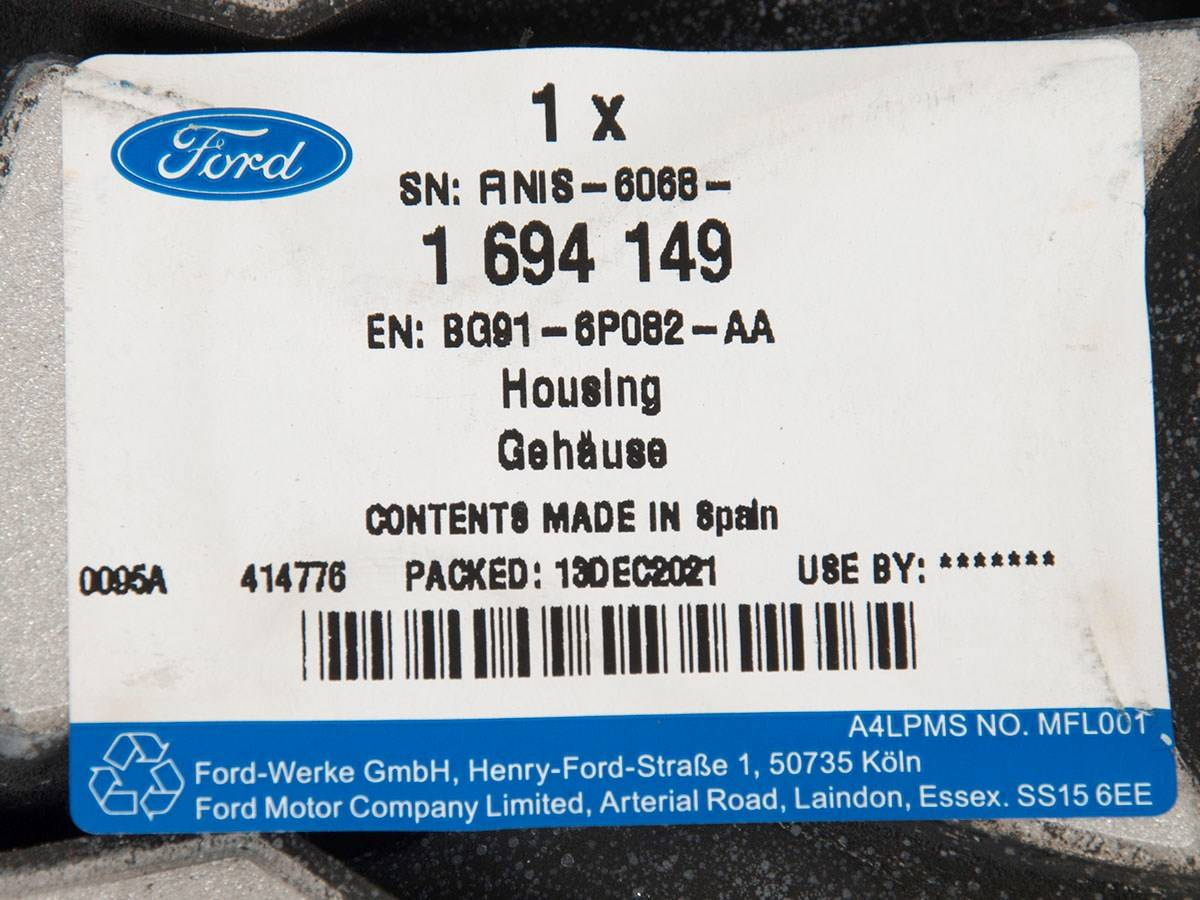 Ford
1 x
SN: ANIS-6068-
1 694 149
EN: BG91-6P082-AA
Housing
Gehäuse
CONTENTS MADE IN Spain
0095A 414776 PACKED: 13DEC2021 USE BY: *******
A4LPMS NO. MFL001
Ford-Werke GmbH, Henry-Ford-Straße 1, 50735 Köln
Ford Motor Company Limited, Arterial Road, Laindon, Essex. SS15 6EE